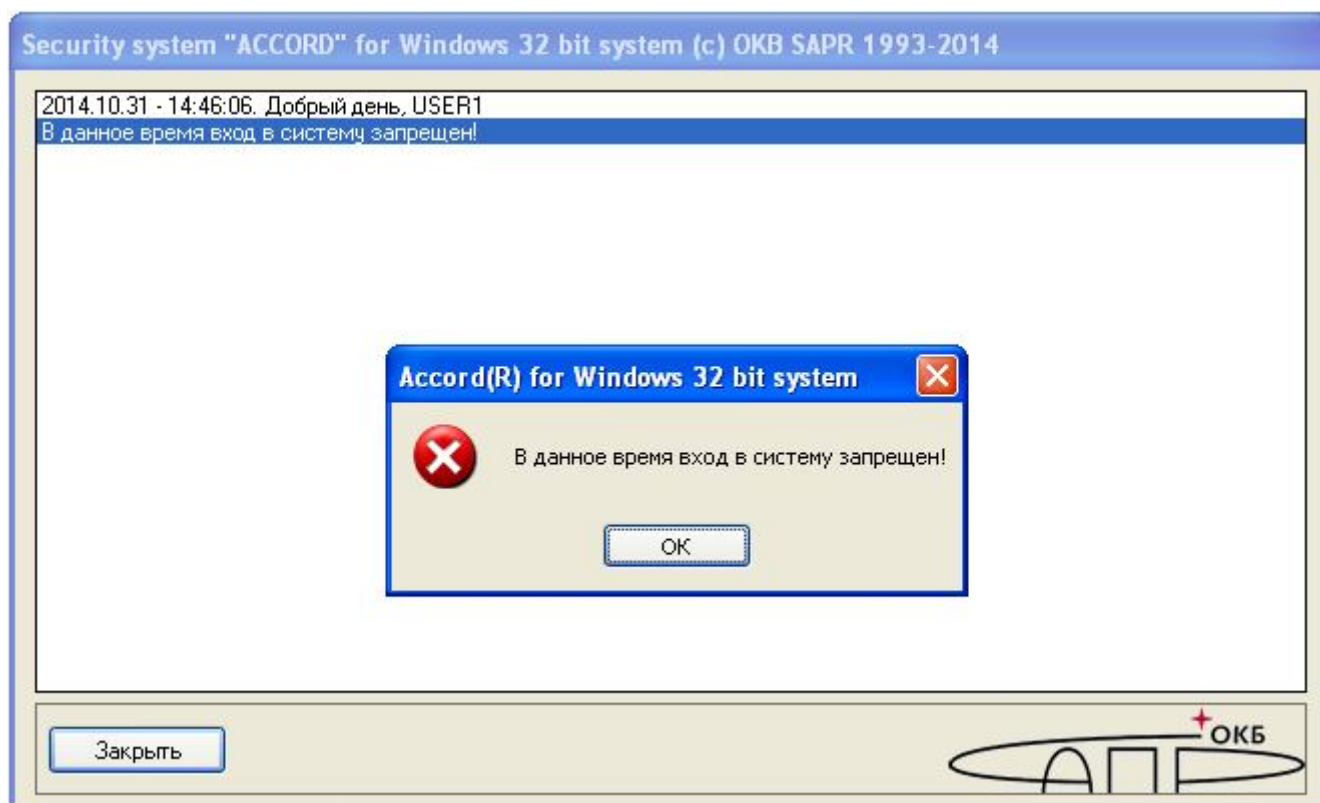 Security system "ACCORD" for Windows 32 bit system (c) OKB SAPR 1993-2014
2014.10.31 - 14:46:06. Добрый день, USER1
В данное время вход в систему запрещен!
Accord(R) for Windows 32 bit system
В данное время вход в систему запрещен!
OK
Закрыть
ОКБ
САПР